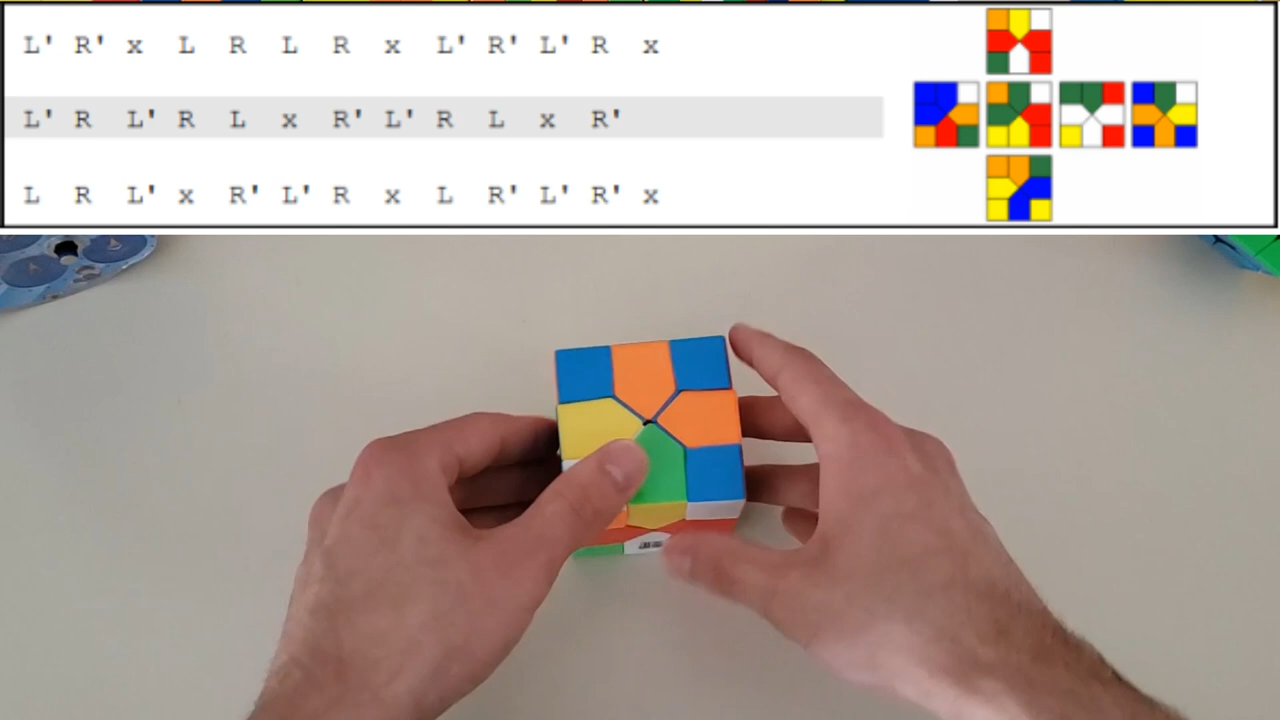 L' R' x L R L R x L' R' L' R x
L' R L' R L x R' L' R L x R'
L R L' x R' L' R x L R' L' R' x